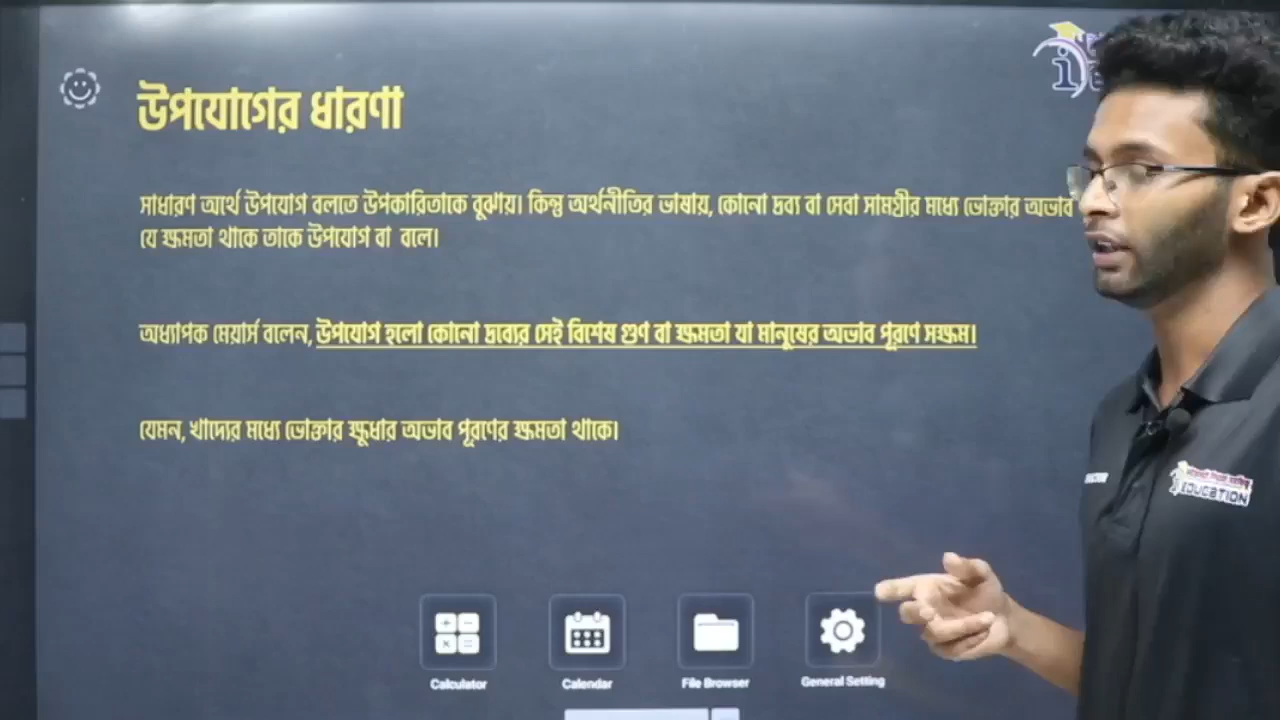 উপযোগের ধারণা
সাধারণ অর্থে উপযোগ বলতে উপকারিতাকে বুঝায়। কিন্তু অর্থনীতির ভাষায়, কোনো দ্রব্য বা সেবা সামগ্রীর মধ্যে ভোক্তার অভাব
যে ক্ষমতা থাকে তাকে উপযোগ বা বলে।
অধ্যাপক মেয়ার্স বলেন, উপযোগ হলো কোনো দ্রব্যের সেই বিশেষ গুণ বা ক্ষমতা যা মানুষের অভাব পূরণে সক্ষম।
যেমন, খাদ্যের মধ্যে ভোক্তার ক্ষুধার অভাব পূরণের ক্ষমতা থাকে।
Calculator Calendar File Browser General Setting
EDUCATION